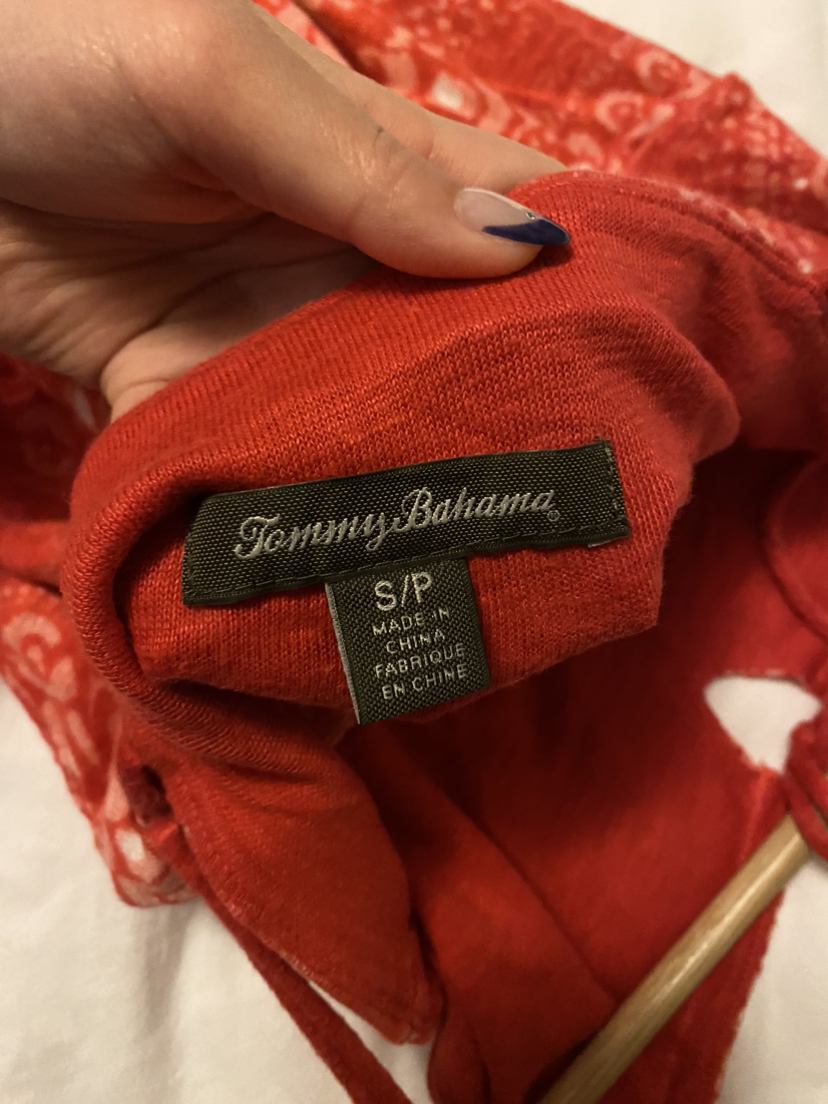 Tommy Bahama®
S/P
MADE IN
CHINA
FABRIQUE
EN CHINE